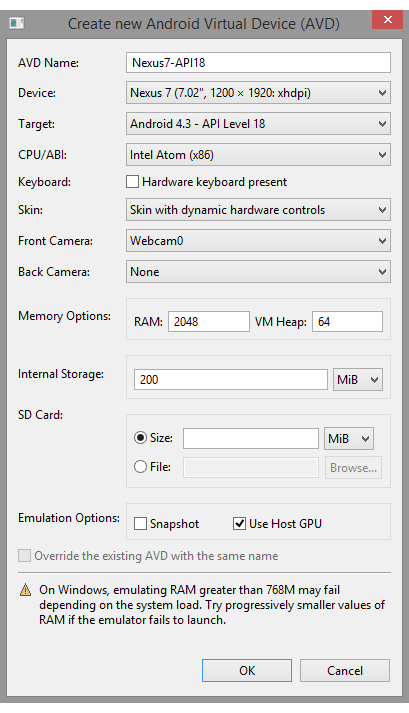 Create new Android Virtual Device (AVD)
AVD Name: Nexus7-API18
Device: Nexus 7 (7.02", 1200 × 1920: xhdpi)
Target: Android 4.3 - API Level 18
CPU/ABI: Intel Atom (x86)
Keyboard: Hardware keyboard present
Skin: Skin with dynamic hardware controls
Front Camera: Webcam0
Back Camera: None
Memory Options: RAM: 2048 VM Heap: 64
Internal Storage: 200 MiB
SD Card:
Size: MiB
File: Browse...
Emulation Options: Snapshot Use Host GPU
Override the existing AVD with the same name
On Windows, emulating RAM greater than 768M may fail
depending on the system load. Try progressively smaller values of
RAM if the emulator fails to launch.
OK Cancel